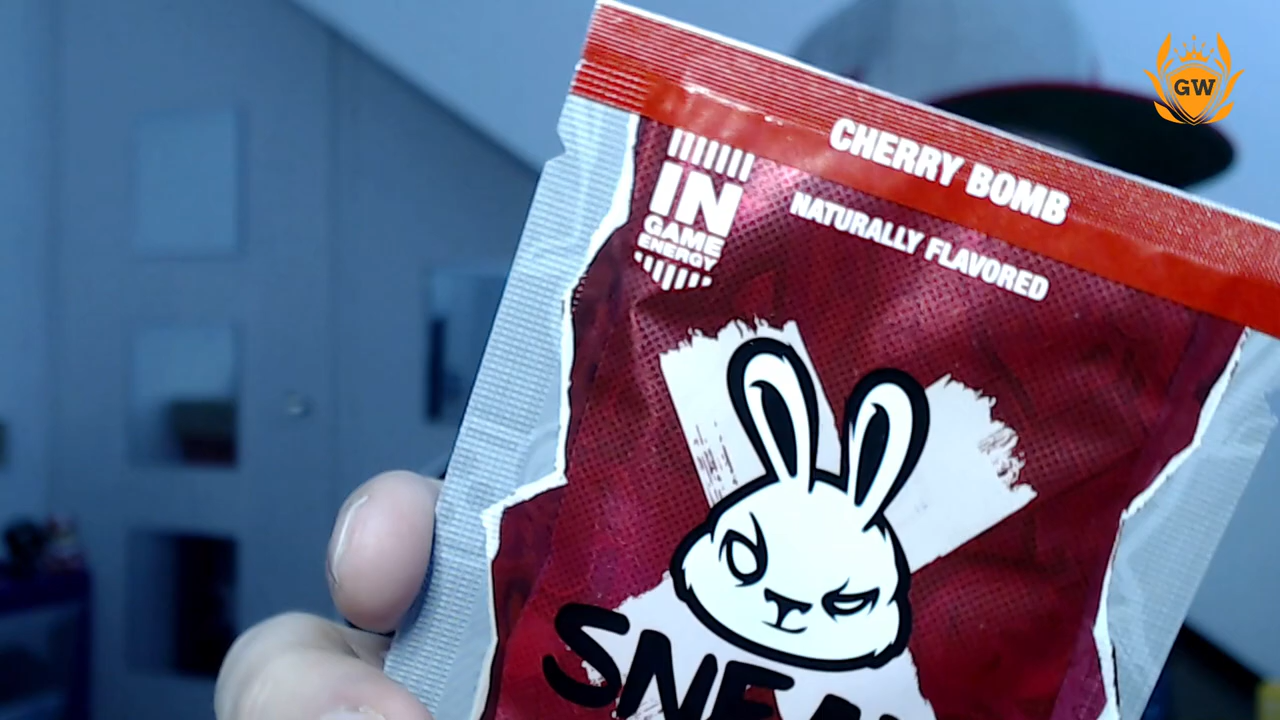 GW
CHERRY BOMB
IN
GAME
ENERGY
NATURALLY FLAVORED